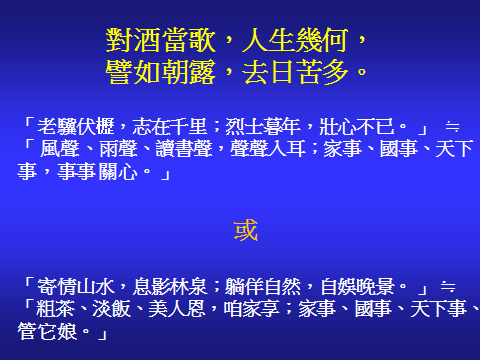 對酒當歌，人生幾何，
譬如朝露，去日苦多。
「老驥伏櫪，志在千里；烈士暮年，壯心不已。」 ≒
「風聲、雨聲、讀書聲，聲聲入耳；家事、國事、天下
事，事事關心。」
或
「寄情山水，息影林泉；躺佯自然，自娛晚景。」≒
「粗茶、淡飯、美人恩，咱家享；家事、國事、天下事、
管它娘。」